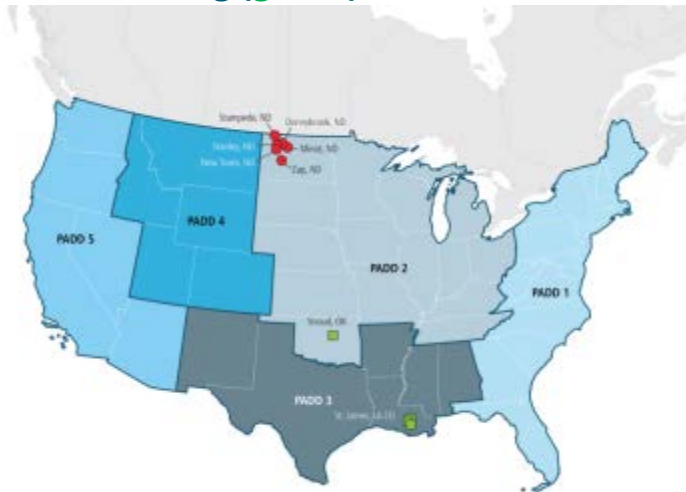 Stampede, ND
Donnybrook, ND
Stanley, ND
Minot, ND
New Town, ND
Zap, ND
PADD 4
PADD 5
PADD 2
PADD 1
Stroud, OK
PADD 3
St. James, LA